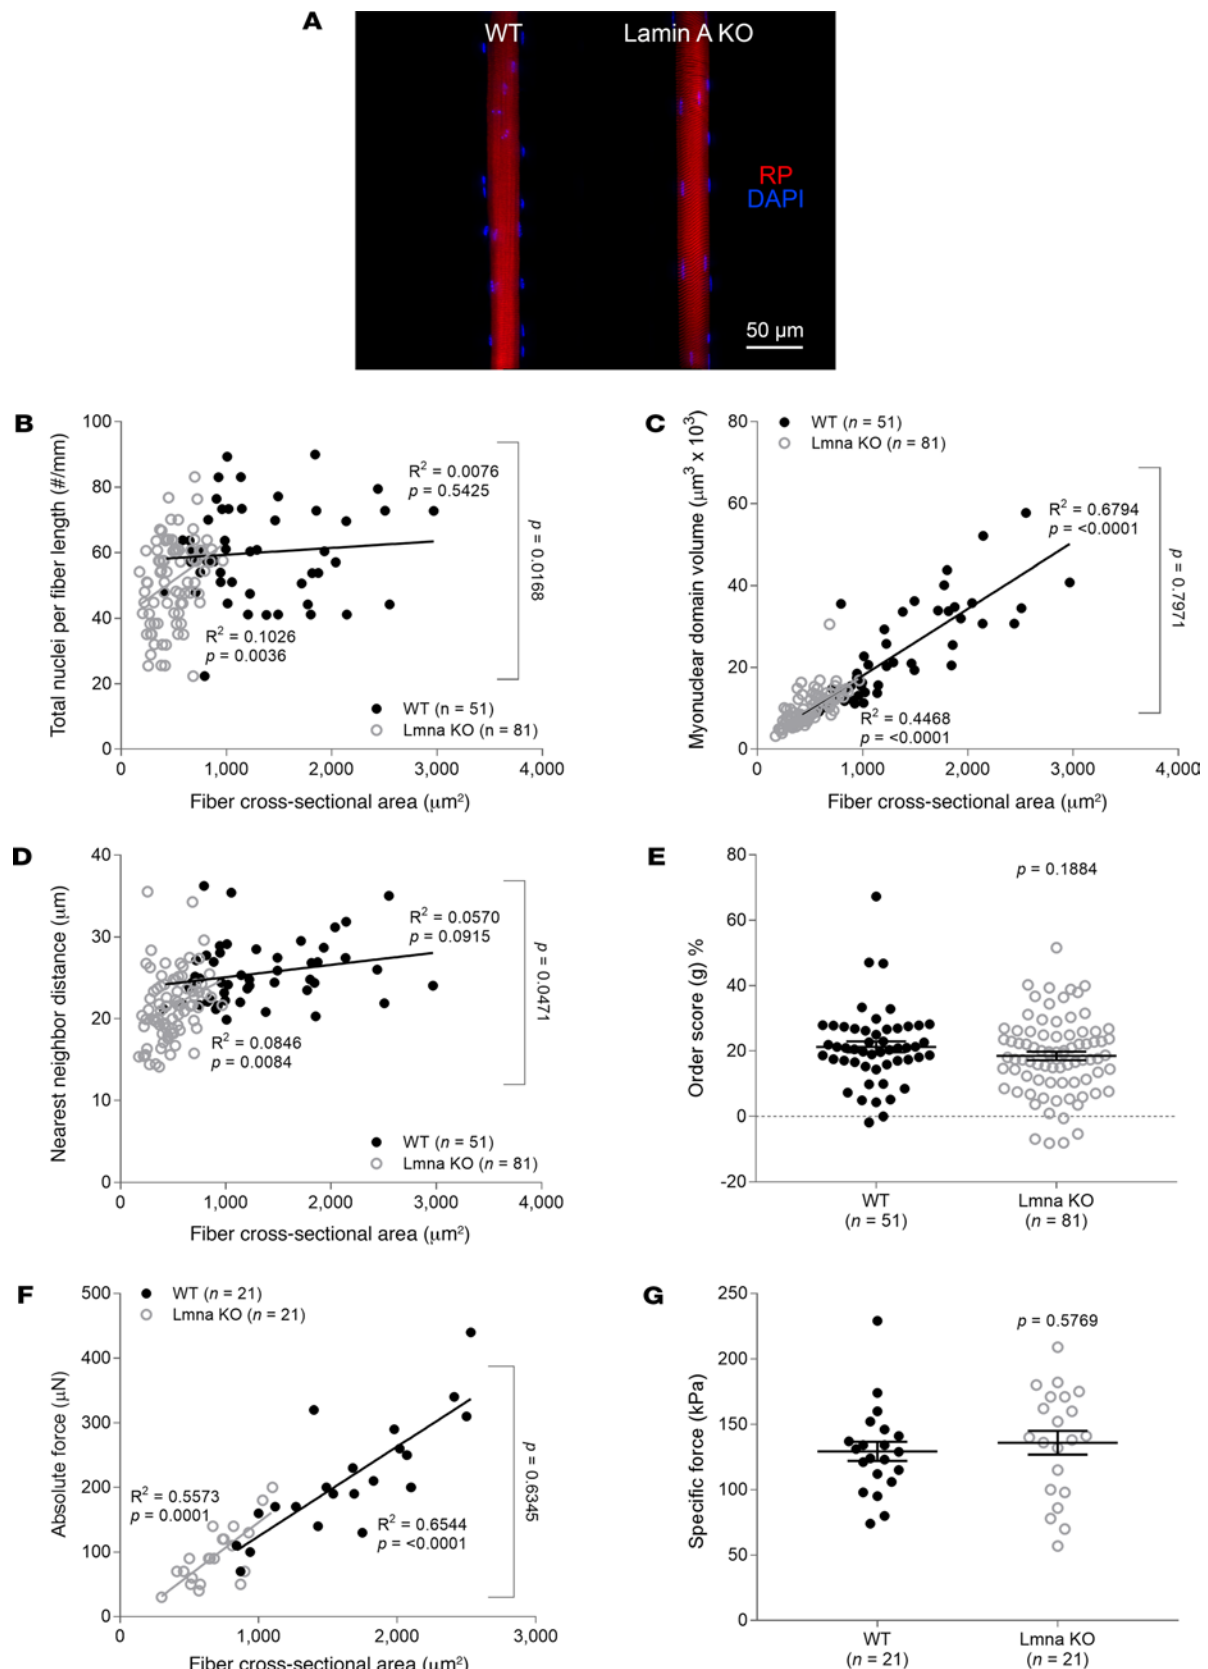 A
WT
Lamin A KO
RP
DAPI
50 µm
B
Total nuclei per fiber length (#/mm)
100
80
60
40
20
0
0
1,000
2,000
3,000
4,000
Fiber cross-sectional area (µm²)
R² = 0.0076
p = 0.5425
R² = 0.1026
p = 0.0036
p = 0.0168
WT (n = 51)
Lmna KO (n = 81)
C
Myonuclear domain volume (µm³ x 10³)
80
60
40
20
0
0
1,000
2,000
3,000
4,000
Fiber cross-sectional area (µm²)
WT (n = 51)
Lmna KO (n = 81)
R² = 0.6794
p = <0.0001
R² = 0.4468
p = <0.0001
p = 0.7971
D
Nearest neighbor distance (µm)
40
30
20
10
0
0
1,000
2,000
3,000
4,000
Fiber cross-sectional area (µm²)
R² = 0.0570
p = 0.0915
R² = 0.0846
p = 0.0084
p = 0.0471
WT (n = 51)
Lmna KO (n = 81)
E
Order score (g) %
80
60
40
20
0
-20
p = 0.1884
WT
(n = 51)
Lmna KO
(n = 81)
F
Absolute force (µN)
500
400
300
200
100
0
0
1,000
2,000
3,000
Fiber cross-sectional area (µm²)
WT (n = 21)
Lmna KO (n = 21)
R² = 0.5573
p = 0.0001
R² = 0.6544
p = <0.0001
p = 0.6345
G
Specific force (kPa)
250
200
150
100
50
0
p = 0.5769
WT
(n = 21)
Lmna KO
(n = 21)